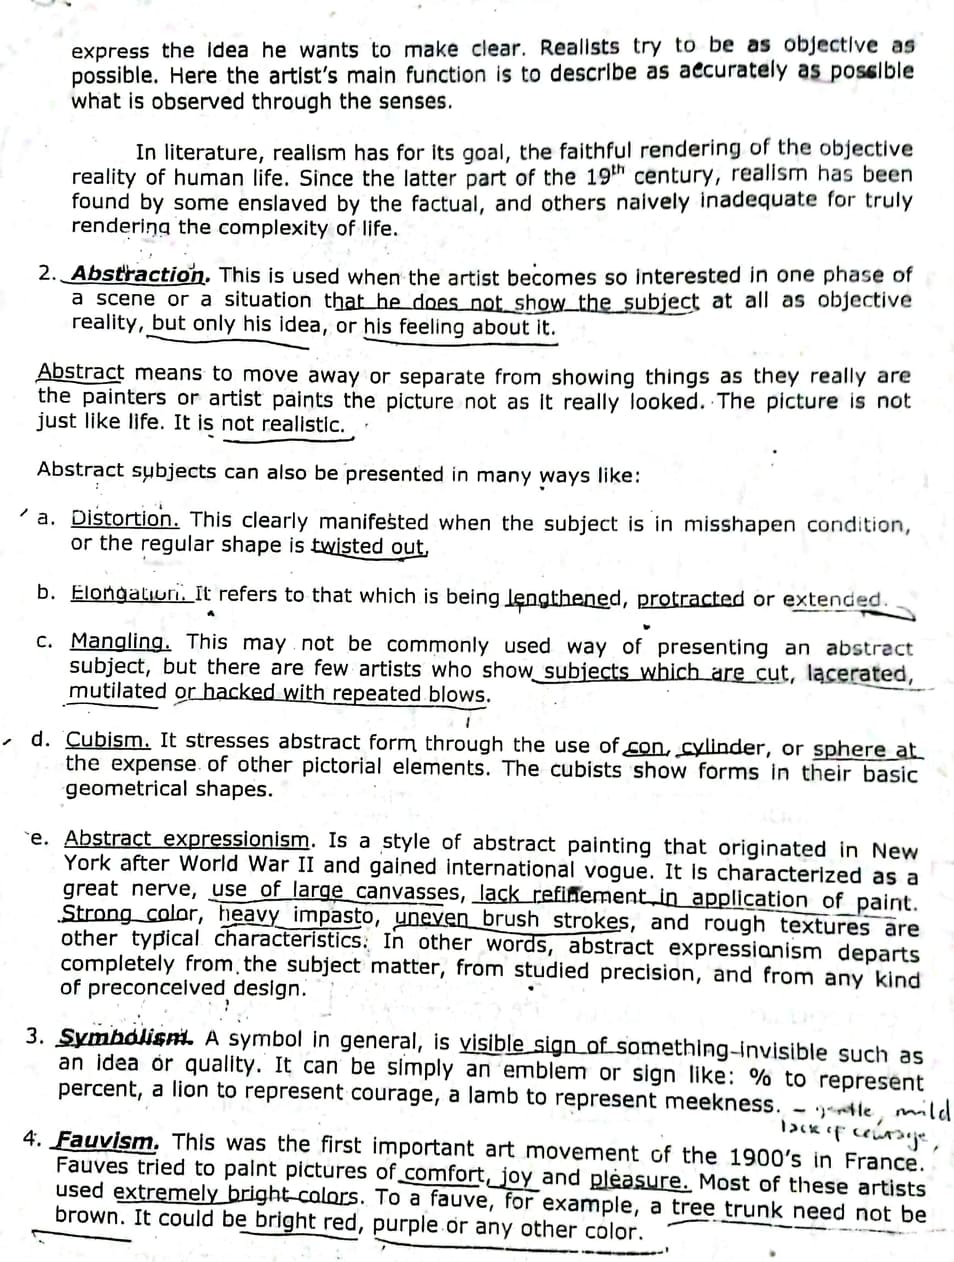 express the idea he wants to make clear. Realists try to be as objective as
possible. Here the artist's main function is to describe as accurately as possible
what is observed through the senses.
In literature, realism has for its goal, the faithful rendering of the objective
reality of human life. Since the latter part of the 19th century, realism has been
found by some enslaved by the factual, and others naively inadequate for truly
rendering the complexity of life.
2. Abstraction. This is used when the artist becomes so interested in one phase of
a scene or a situation that he does not show the subject at all as objective
reality, but only his idea, or his feeling about it.
Abstract means to move away or separate from showing things as they really are
the painters or artist paints the picture not as it really looked. The picture is not
just like life. It is not realistic.
Abstract subjects can also be presented in many ways like:
a. Distortion. This clearly manifested when the subject is in misshapen condition,
or the regular shape is twisted out,
b. Elongation. It refers to that which is being lengthened, protracted or extended.
c. Mangling. This may not be commonly used way of presenting an abstract
subject, but there are few artists who show subjects which are cut, lacerated,
mutilated or hacked with repeated blows.
d. Cubism. It stresses abstract form through the use of con, cylinder, or sphere at
the expense of other pictorial elements. The cubists show forms in their basic
geometrical shapes.
e. Abstract expressionism. Is a style of abstract painting that originated in New
York after World War II and gained international vogue. It is characterized as a
great nerve, use of large canvasses, lack refinement in application of paint.
Strong color, heavy impasto, uneven brush strokes, and rough textures are
other typical characteristics. In other words, abstract expressionism departs
completely from the subject matter, from studied precision, and from any kind
of preconceived design.
3. Symbolism. A symbol in general, is visible sign of something invisible such as
an idea or quality. It can be simply an emblem or sign like: % to represent
percent, a lion to represent courage, a lamb to represent meekness. - gentle, mild
lack of courage
4. Fauvism. This was the first important art movement of the 1900's in France.
Fauves tried to paint pictures of comfort, joy and pleasure. Most of these artists
used extremely bright colors. To a fauve, for example, a tree trunk need not be
brown. It could be bright red, purple or any other color.